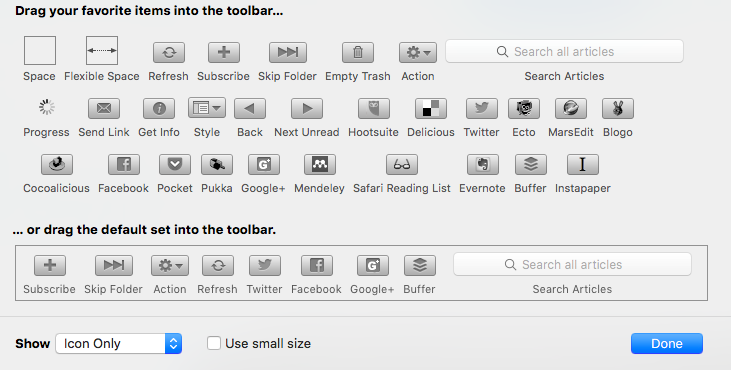 Drag your favorite items into the toolbar...
Search all articles
Space Flexible Space Refresh Subscribe Skip Folder Empty Trash Action Search Articles
Progress Send Link Get Info Style Back Next Unread Hootsuite Delicious Twitter Ecto MarsEdit Blogo
Cocoalicious Facebook Pocket Pukka Google+ Mendeley Safari Reading List Evernote Buffer Instapaper
... or drag the default set into the toolbar.
Search all articles
Subscribe Skip Folder Action Refresh Twitter Facebook Google+ Buffer Search Articles
Show Icon Only Use small size Done